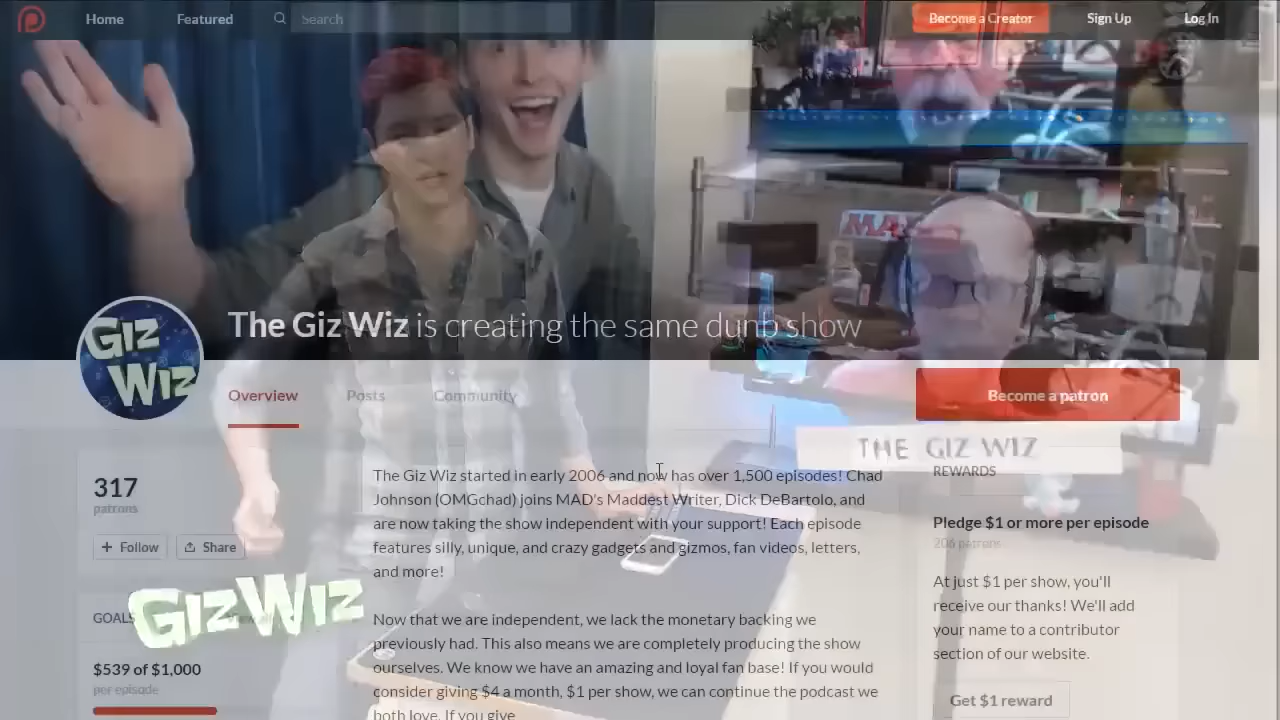 Home Featured Search Become a Creator Sign Up Log In
MA
GIZ
WIZ
The Giz Wiz is creating the same dumb show
Overview Posts Community
Become a patron
THE GIZ WIZ
317
patrons
Follow Share
GOALS
$539 of $1,000
per episode
GIZWIZ
The Giz Wiz started in early 2006 and now has over 1,500 episodes! Chad
Johnson (OMGchad) joins MAD's Maddest Writer, Dick DeBartolo, and
are now taking the show independent with your support! Each episode
features silly, unique, and crazy gadgets and gizmos, fan videos, letters,
and more!
Now that we are independent, we lack the monetary backing we
previously had. This also means we are completely producing the show
ourselves. We know we have an amazing and loyal fan base! If you would
consider giving $4 a month, $1 per show, we can continue the podcast we
both love. If you give
REWARDS
Pledge $1 or more per episode
206 patrons
At just $1 per show, you'll
receive our thanks! We'll add
your name to a contributor
section of our website.
Get $1 reward